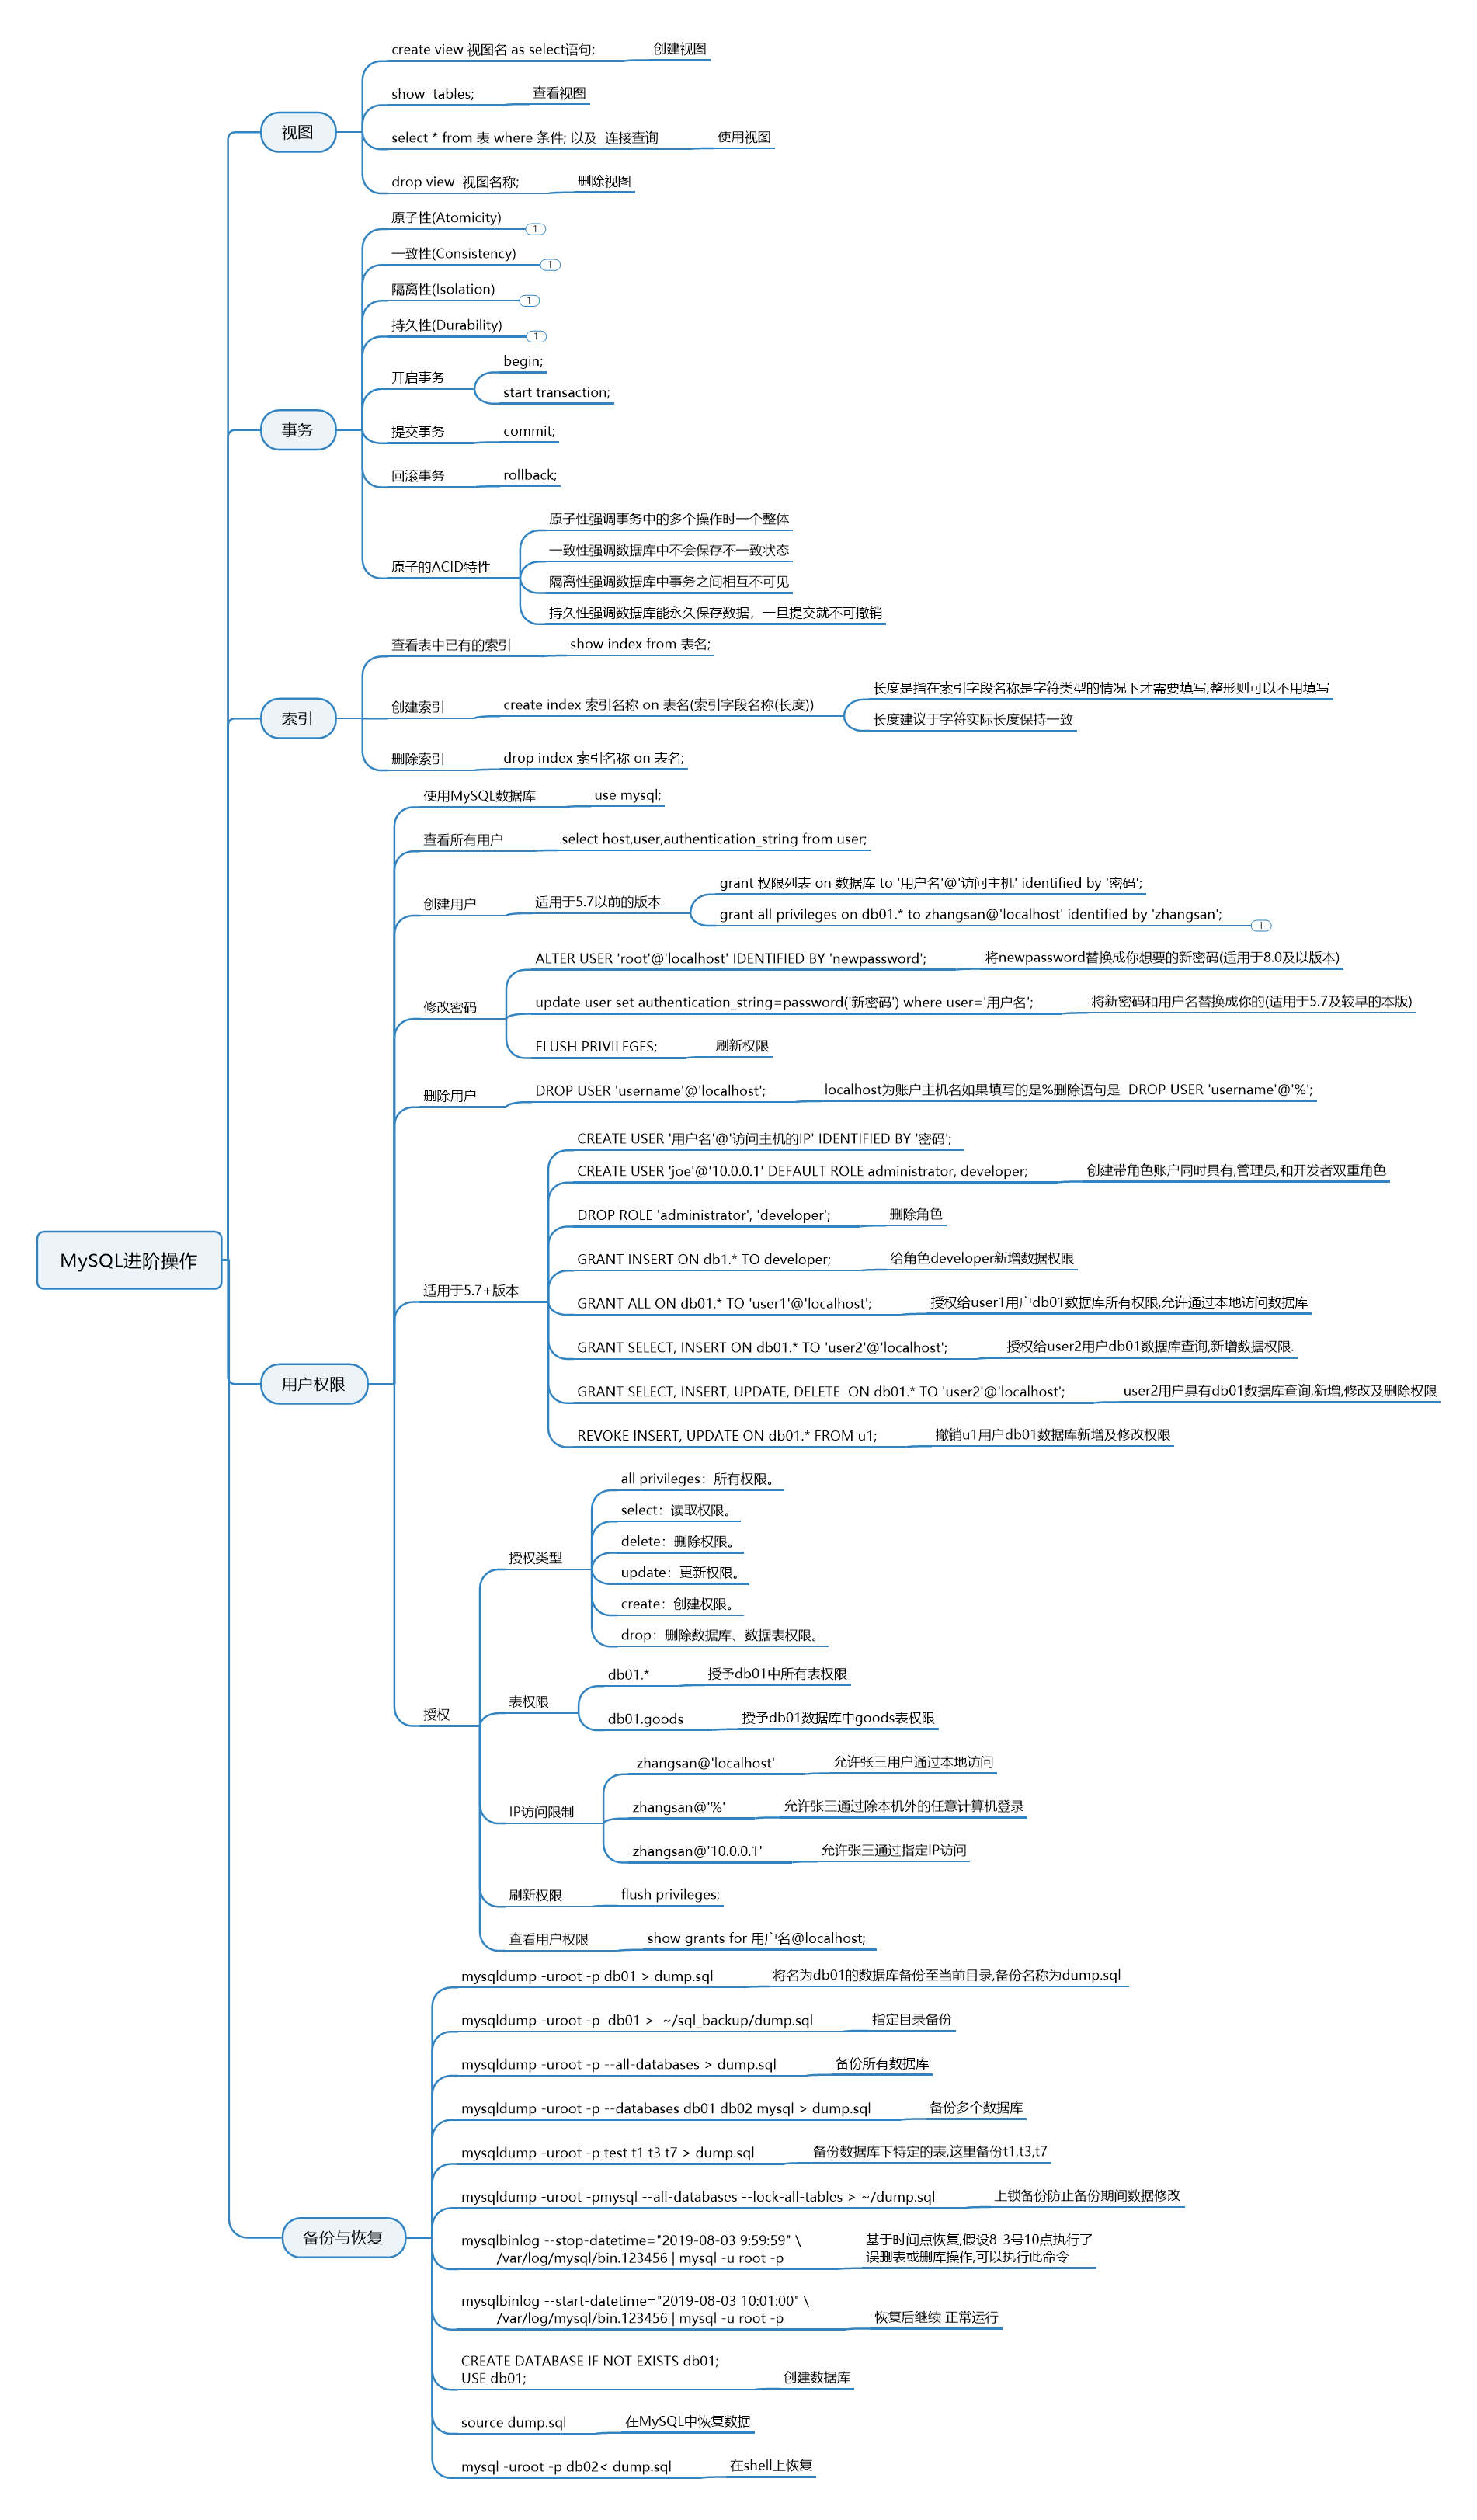 create view 视图名 as select语句;
创建视图
show  tables;
查看视图
视图
select * from 表 where 条件; 以及  连接查询
使用视图
drop view  视图名称;
删除视图
原子性(Atomicity)
1
一致性(Consistency)
1
隔离性(Isolation)
1
持久性(Durability)
1
begin;
开启事务
start transaction;
事务
提交事务
commit;
回滚事务
rollback;
原子性强调事务中的多个操作时一个整体
一致性强调数据库中不会保存不一致状态
原子的ACID特性
隔离性强调数据库中事务之间相互不可见
持久性强调数据库能永久保存数据，一旦提交就不可撤销
查看表中已有的索引
show index from 表名;
长度是指在索引字段名称是字符类型的情况下才需要填写,整形则可以不用填写
索引
创建索引
create index 索引名称 on 表名(索引字段名称(长度))
长度建议于字符实际长度保持一致
删除索引
drop index 索引名称 on 表名;
使用MySQL数据库
use mysql;
查看所有用户
select host,user,authentication_string from user;
grant 权限列表 on 数据库 to '用户名'@'访问主机' identified by '密码';
创建用户
适用于5.7以前的版本
grant all privileges on db01.* to zhangsan@'localhost' identified by 'zhangsan';
1
ALTER USER 'root'@'localhost' IDENTIFIED BY 'newpassword';
将newpassword替换成你想要的新密码(适用于8.0及以版本)
修改密码
update user set authentication_string=password('新密码') where user='用户名';
将新密码和用户名替换成你的(适用于5.7及较早的本版)
FLUSH PRIVILEGES;
刷新权限
删除用户
DROP USER 'username'@'localhost';
localhost为账户主机名如果填写的是%删除语句是  DROP USER 'username'@'%';
CREATE USER '用户名'@'访问主机的IP' IDENTIFIED BY '密码';
CREATE USER 'joe'@'10.0.0.1' DEFAULT ROLE administrator, developer;
创建带角色账户同时具有,管理员,和开发者双重角色
DROP ROLE 'administrator', 'developer';
删除角色
MySQL进阶操作
GRANT INSERT ON db1.* TO developer;
给角色developer新增数据权限
适用于5.7+版本
GRANT ALL ON db01.* TO 'user1'@'localhost';
授权给user1用户db01数据库所有权限,允许通过本地访问数据库
GRANT SELECT, INSERT ON db01.* TO 'user2'@'localhost';
授权给user2用户db01数据库查询,新增数据权限.
用户权限
GRANT SELECT, INSERT, UPDATE, DELETE  ON db01.* TO 'user2'@'localhost';
user2用户具有db01数据库查询,新增,修改及删除权限
REVOKE INSERT, UPDATE ON db01.* FROM u1;
撤销u1用户db01数据库新增及修改权限
all privileges：所有权限。
select：读取权限。
delete：删除权限。
授权类型
update：更新权限。
create：创建权限。
drop：删除数据库、数据表权限。
db01.*
授予db01中所有表权限
表权限
授权
db01.goods
授予db01数据库中goods表权限
zhangsan@'localhost'
允许张三用户通过本地访问
IP访问限制
zhangsan@'%'
允许张三通过除本机外的任意计算机登录
zhangsan@'10.0.0.1'
允许张三通过指定IP访问
刷新权限
flush privileges;
查看用户权限
show grants for 用户名@localhost;
mysqldump -uroot -p db01 > dump.sql
将名为db01的数据库备份至当前目录,备份名称为dump.sql
mysqldump -uroot -p  db01 >  ~/sql_backup/dump.sql
指定目录备份
mysqldump -uroot -p --all-databases > dump.sql
备份所有数据库
mysqldump -uroot -p --databases db01 db02 mysql > dump.sql
备份多个数据库
mysqldump -uroot -p test t1 t3 t7 > dump.sql
备份数据库下特定的表,这里备份t1,t3,t7
mysqldump -uroot -pmysql --all-databases --lock-all-tables > ~/dump.sql
上锁备份防止备份期间数据修改
备份与恢复
mysqlbinlog --stop-datetime="2019-08-03 9:59:59" \
/var/log/mysql/bin.123456 | mysql -u root -p
基于时间点恢复,假设8-3号10点执行了
误删表或删库操作,可以执行此命令
mysqlbinlog --start-datetime="2019-08-03 10:01:00" \
/var/log/mysql/bin.123456 | mysql -u root -p
恢复后继续 正常运行
CREATE DATABASE IF NOT EXISTS db01;
USE db01;
创建数据库
source dump.sql
在MySQL中恢复数据
mysql -uroot -p db02< dump.sql
在shell上恢复